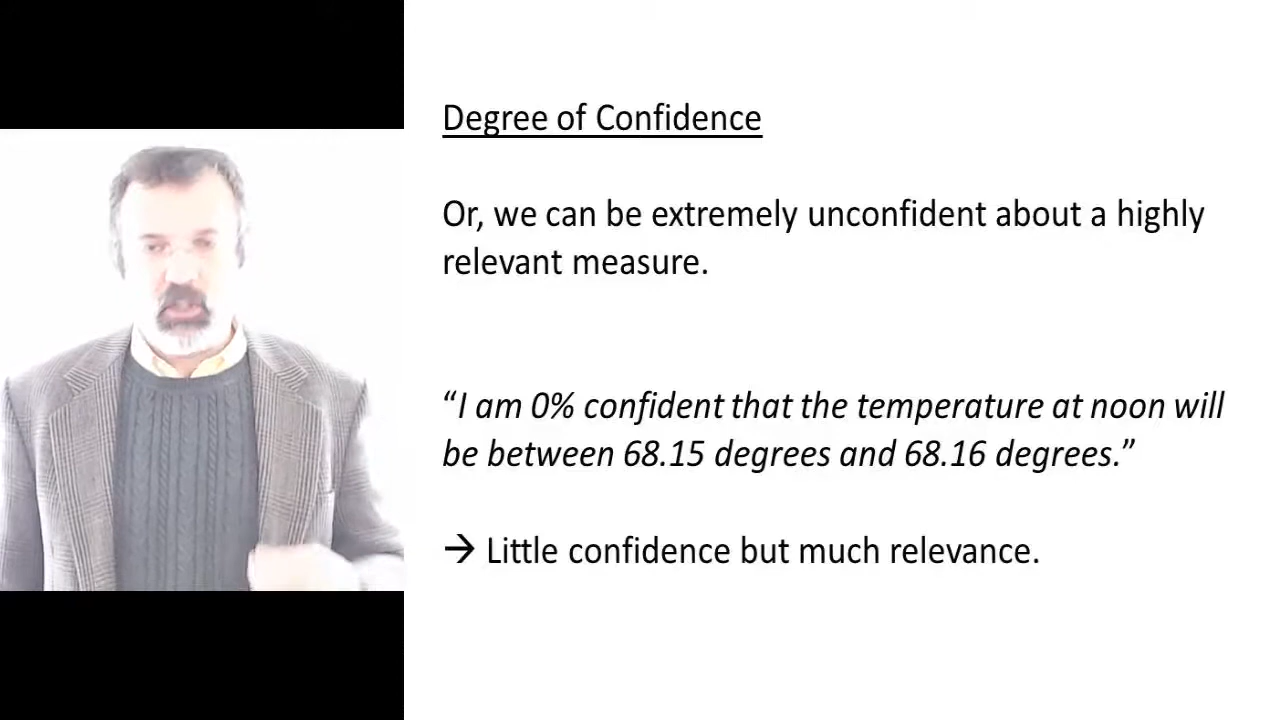 Degree of Confidence
Or, we can be extremely unconfident about a highly
relevant measure.
“I am 0% confident that the temperature at noon will
be between 68.15 degrees and 68.16 degrees.”
→ Little confidence but much relevance.